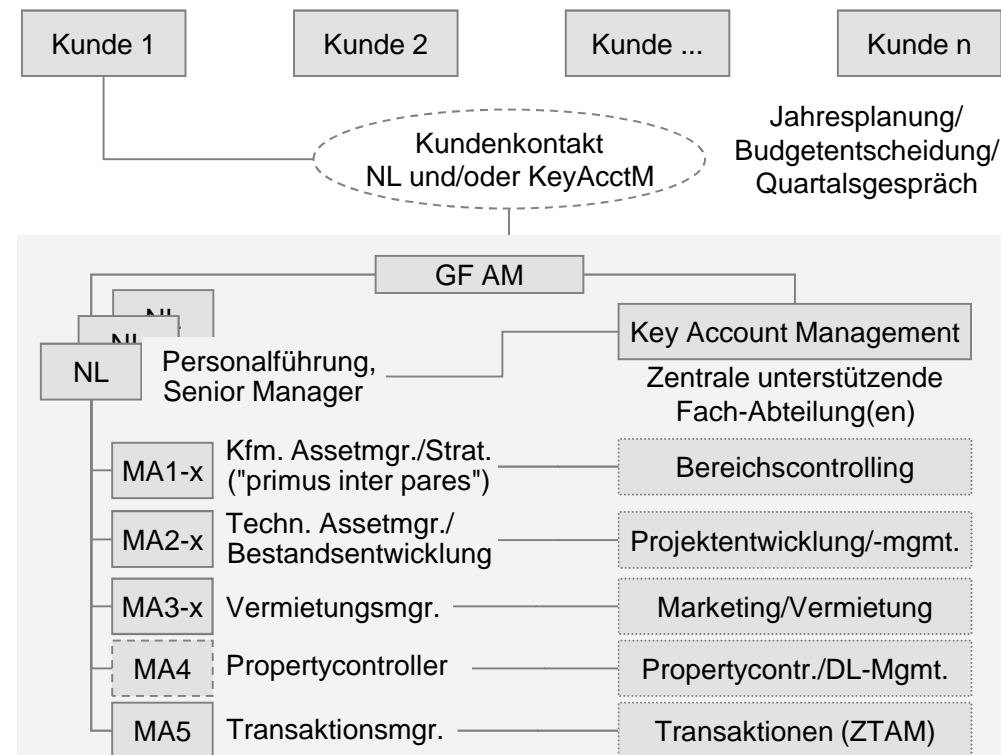 Kunde 1
Kunde 2
Kunde ...
Kunde n
Kundenkontakt
NL und/oder KeyAcctM
Jahresplanung/
Budgetentscheidung/
Quartalsgespräch
GF AM
NL
NL
NL
Personalführung,
Senior Manager
Key Account Management
Zentrale unterstützende
Fach-Abteilung(en)
MA1-x
Kfm. Assetmgr./Strat.
("primus inter pares")
Bereichscontrolling
MA2-x
Techn. Assetmgr./
Bestandsentwicklung
Projektentwicklung/-mgmt.
MA3-x
Vermietungsmgr.
Marketing/Vermietung
MA4
Propertycontroller
Propertycontr./DL-Mgmt.
MA5
Transaktionsmgr.
Transaktionen (ZTAM)